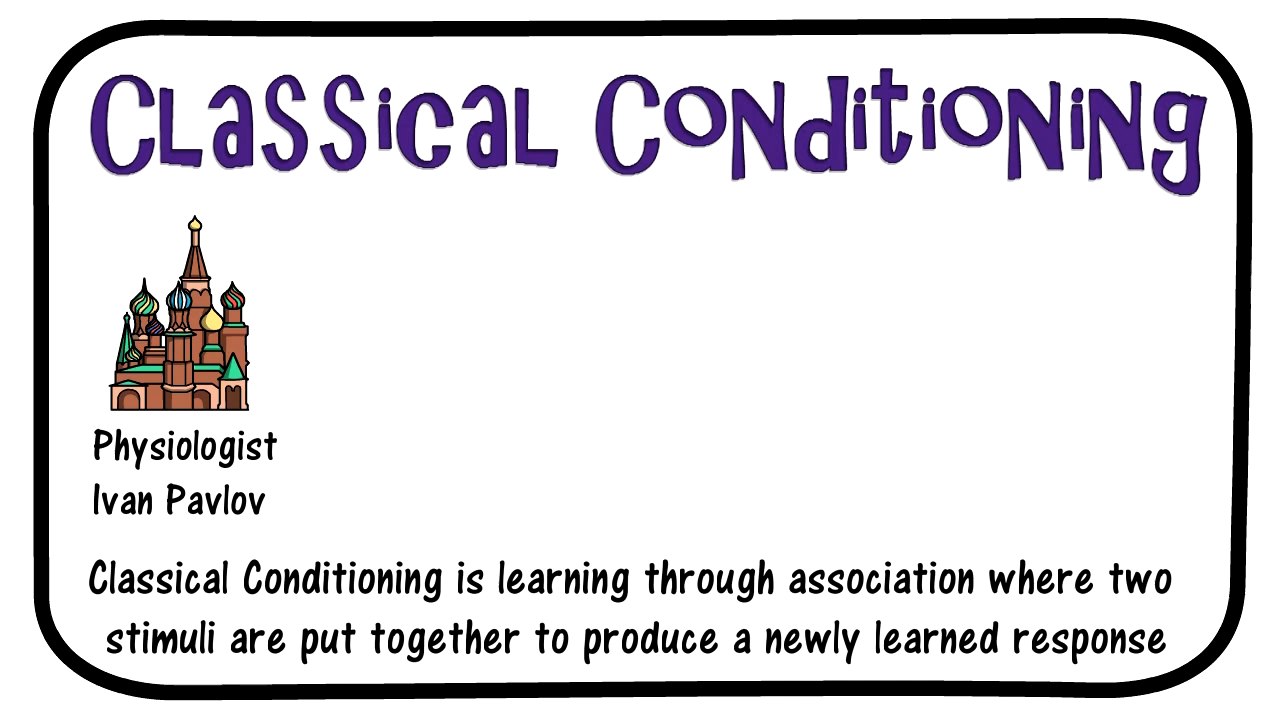 Classical Conditioning
Physiologist
Ivan Pavlov
Classical Conditioning is learning through association where two
stimuli are put together to produce a newly learned response